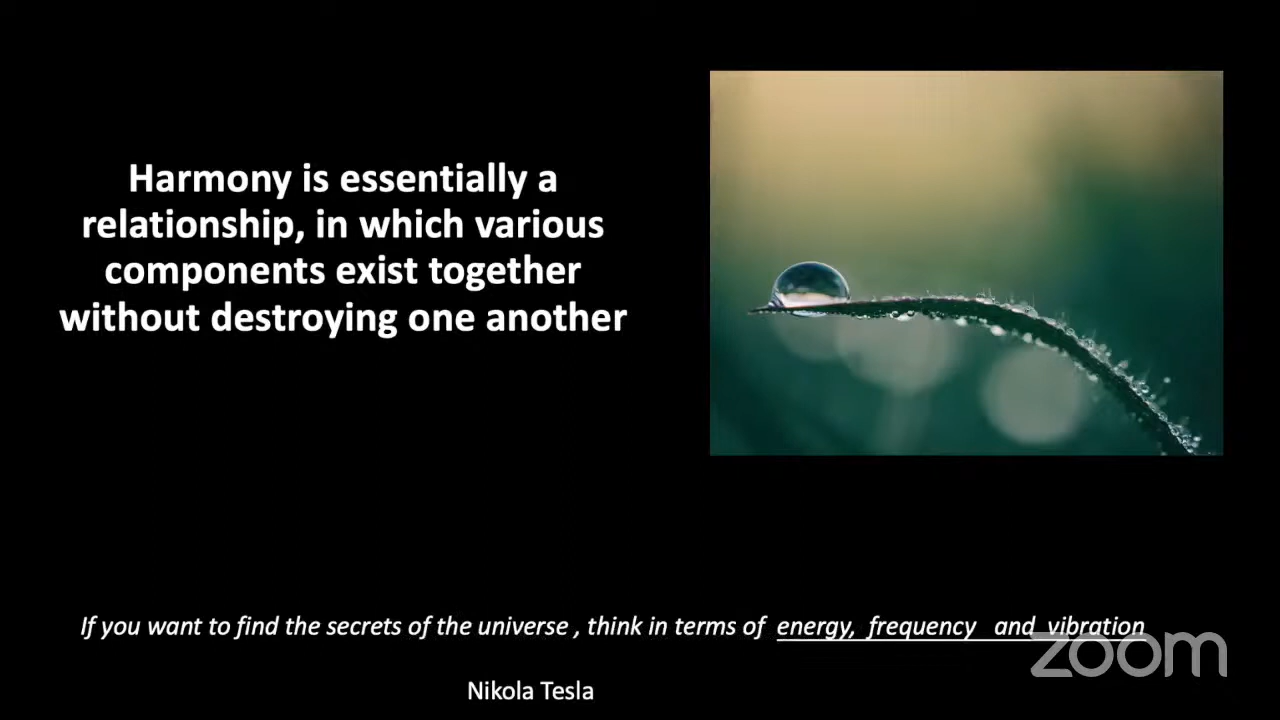 Harmony is essentially a
relationship, in which various
components exist together
without destroying one another
If you want to find the secrets of the universe , think in terms of energy, frequency and vibration
zoom
Nikola Tesla